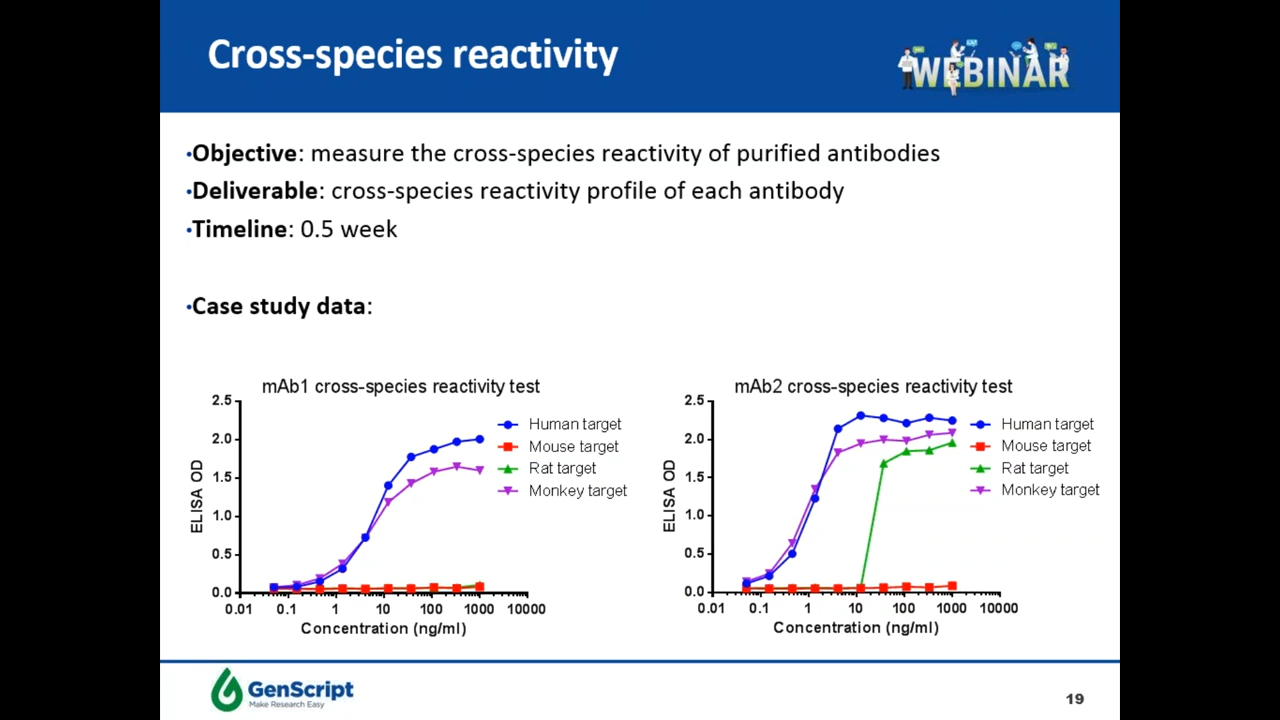 Cross-species reactivity
WEBINAR
•Objective: measure the cross-species reactivity of purified antibodies
•Deliverable: cross-species reactivity profile of each antibody
•Timeline: 0.5 week
•Case study data:
mAb1 cross-species reactivity test
2.5
2.0
1.5
1.0
0.5
0.0
ELISA OD
0.01 0.1 1 10 100 1000 10000
Concentration (ng/ml)
Human target
Mouse target
Rat target
Monkey target
mAb2 cross-species reactivity test
2.5
2.0
1.5
1.0
0.5
0.0
ELISA OD
0.01 0.1 1 10 100 1000 10000
Concentration (ng/ml)
Human target
Mouse target
Rat target
Monkey target
GenScript
Make Research Easy
19